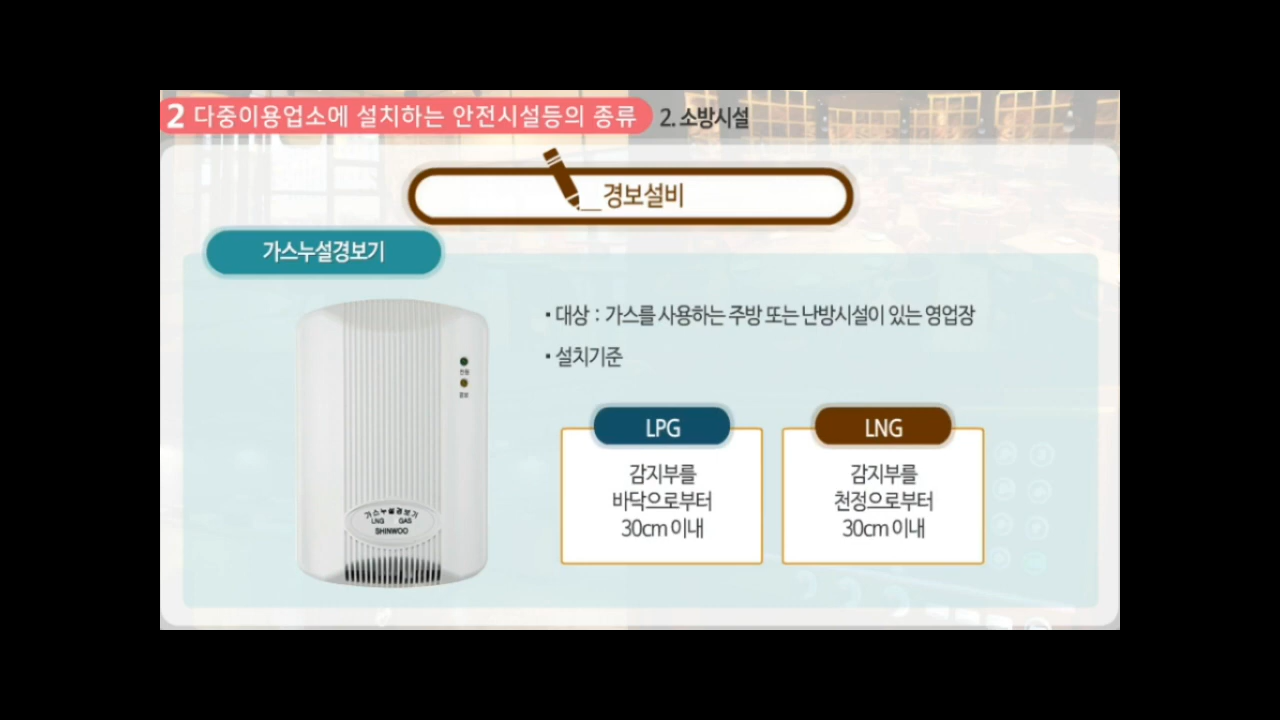 2 다중이용업소에 설치하는 안전시설등의 종류 2. 소방시설
경보설비
가스누설경보기
▪ 대상 : 가스를 사용하는 주방 또는 난방시설이 있는 영업장
▪ 설치기준
LPG
감지부를
바닥으로부터
30cm 이내
LNG
감지부를
천정으로부터
30cm 이내
가스누설경보기
LNG GAS
SHINWOO